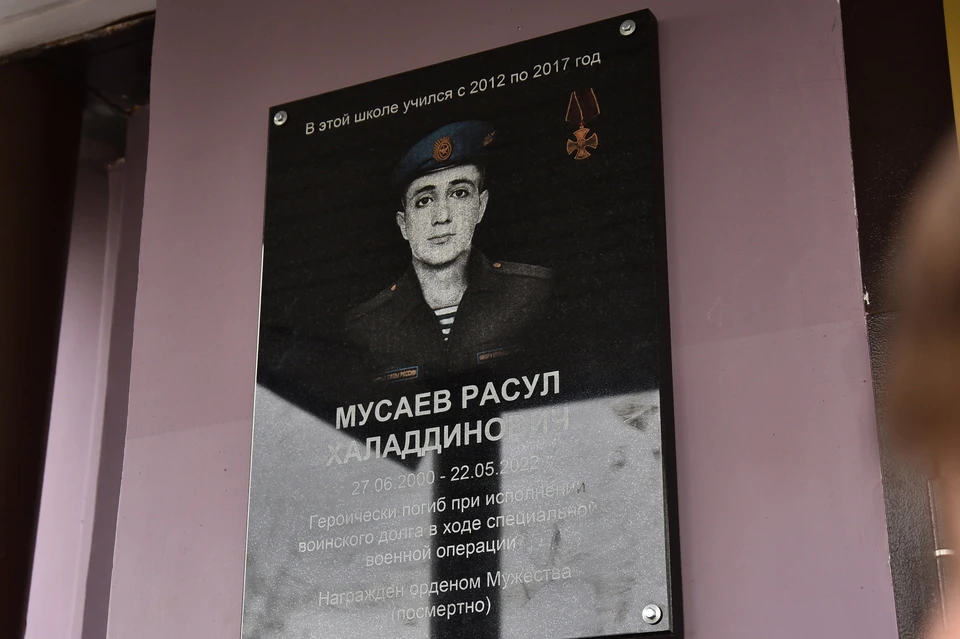 В этой школе учился с 2012 по 2017 год
МУСАЕВ РАСУЛ
ХАЛАДДИНОВИЧ
27.06.2000 - 22.05.2022
Героически погиб при исполнении
воинского долга в ходе специальной
военной операции
Награжден орденом Мужества
(посмертно)